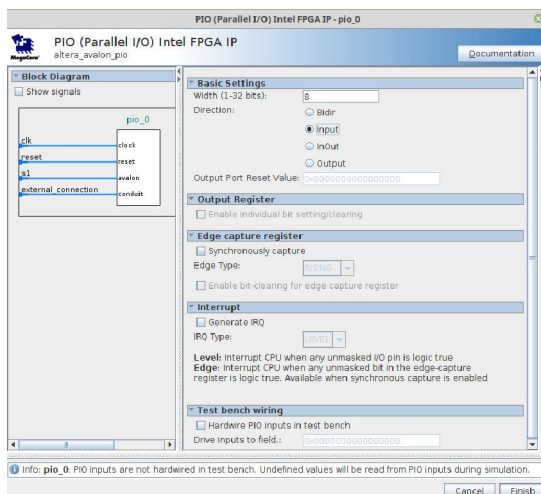 PIO (Parallel I/O) Intel FPGA IP - pio_0
PIO (Parallel I/O) Intel FPGA IP
altera_avalon_pio
MegaCore'
Documentation
Block Diagram
Show signals
pio_0
clk
clock
reset
reset
s1
avalon
external_connection
conduit
Basic Settings
Width (1-32 bits): 8
Direction:
Bidir
Input
InOut
Output
Output Port Reset Value: 0x0000000000000000
Output Register
Enable individual bit setting/clearing
Edge capture register
Synchronously capture
Edge Type: RISING
Enable bit-clearing for edge capture register
Interrupt
Generate IRQ
IRQ Type: LEVEL
Level: Interrupt CPU when any unmasked I/O pin is logic true
Edge: Interrupt CPU when any unmasked bit in the edge-capture
register is logic true. Available when synchronous capture is enabled
Test bench wiring
Hardwire PIO inputs in test bench
Drive inputs to field.: 0x0000000000000000
Info: pio_0: PIO inputs are not hardwired in test bench. Undefined values will be read from PIO inputs during simulation.
Cancel
Finish